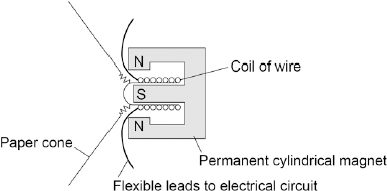 N
Coil of wire
S
N
Paper cone
Permanent cylindrical magnet
Flexible leads to electrical circuit